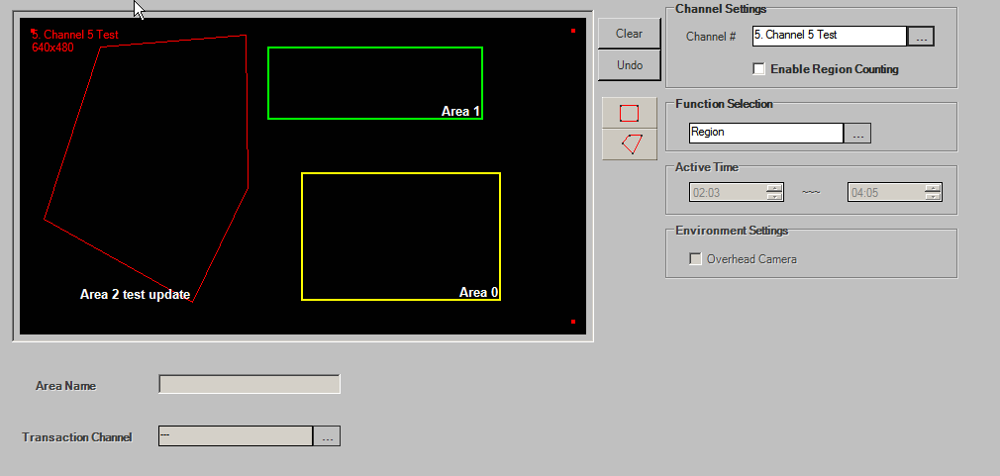 5. Channel 5 Test
640x480
Area 1
Area 0
Area 2 test update
Clear
Undo
Channel Settings
Channel #
5. Channel 5 Test
...
Enable Region Counting
Function Selection
Region
...
Active Time
02:03
~~~
04:05
Environment Settings
Overhead Camera
Area Name
Transaction Channel
---
...